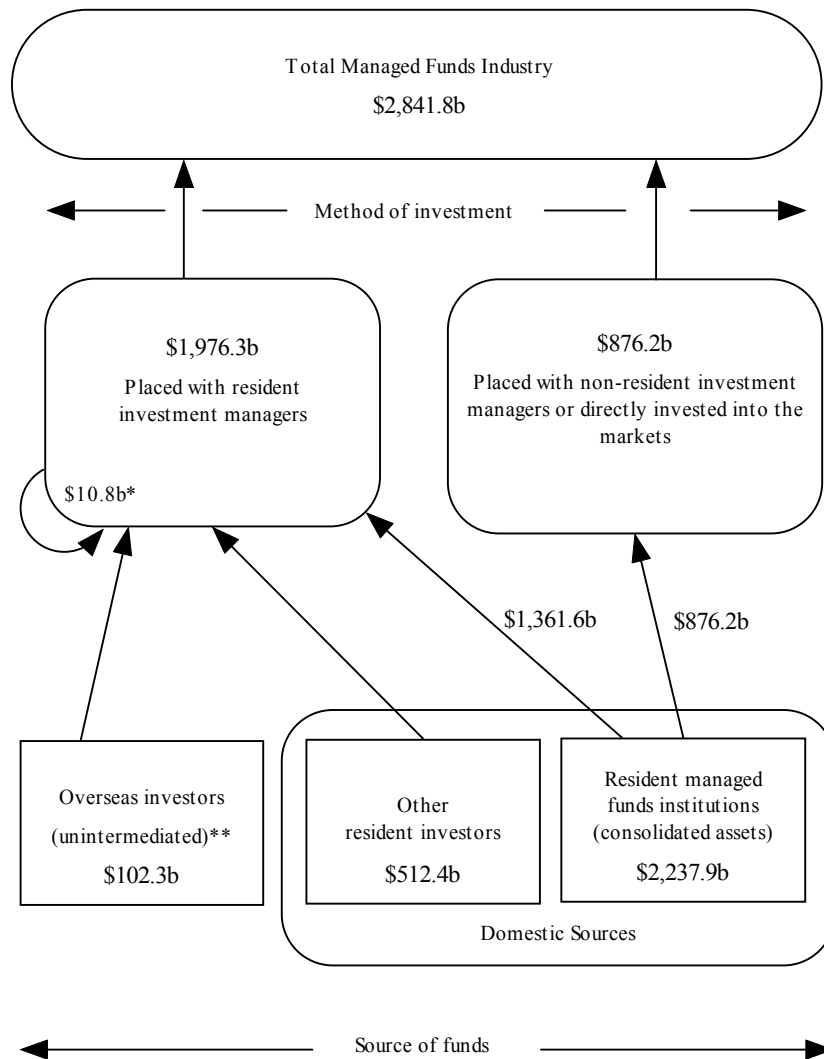 Total Managed Funds Industry
$2,841.8b
Method of investment
$1,976.3b
Placed with resident
investment managers
$10.8b*
$876.2b
Placed with non-resident investment
managers or directly invested into the
markets
$1,361.6b
$876.2b
Overseas investors
(unintermediated)**
$102.3b
Other
resident investors
$512.4b
Resident managed
funds institutions
(consolidated assets)
$2,237.9b
Domestic Sources
Source of funds